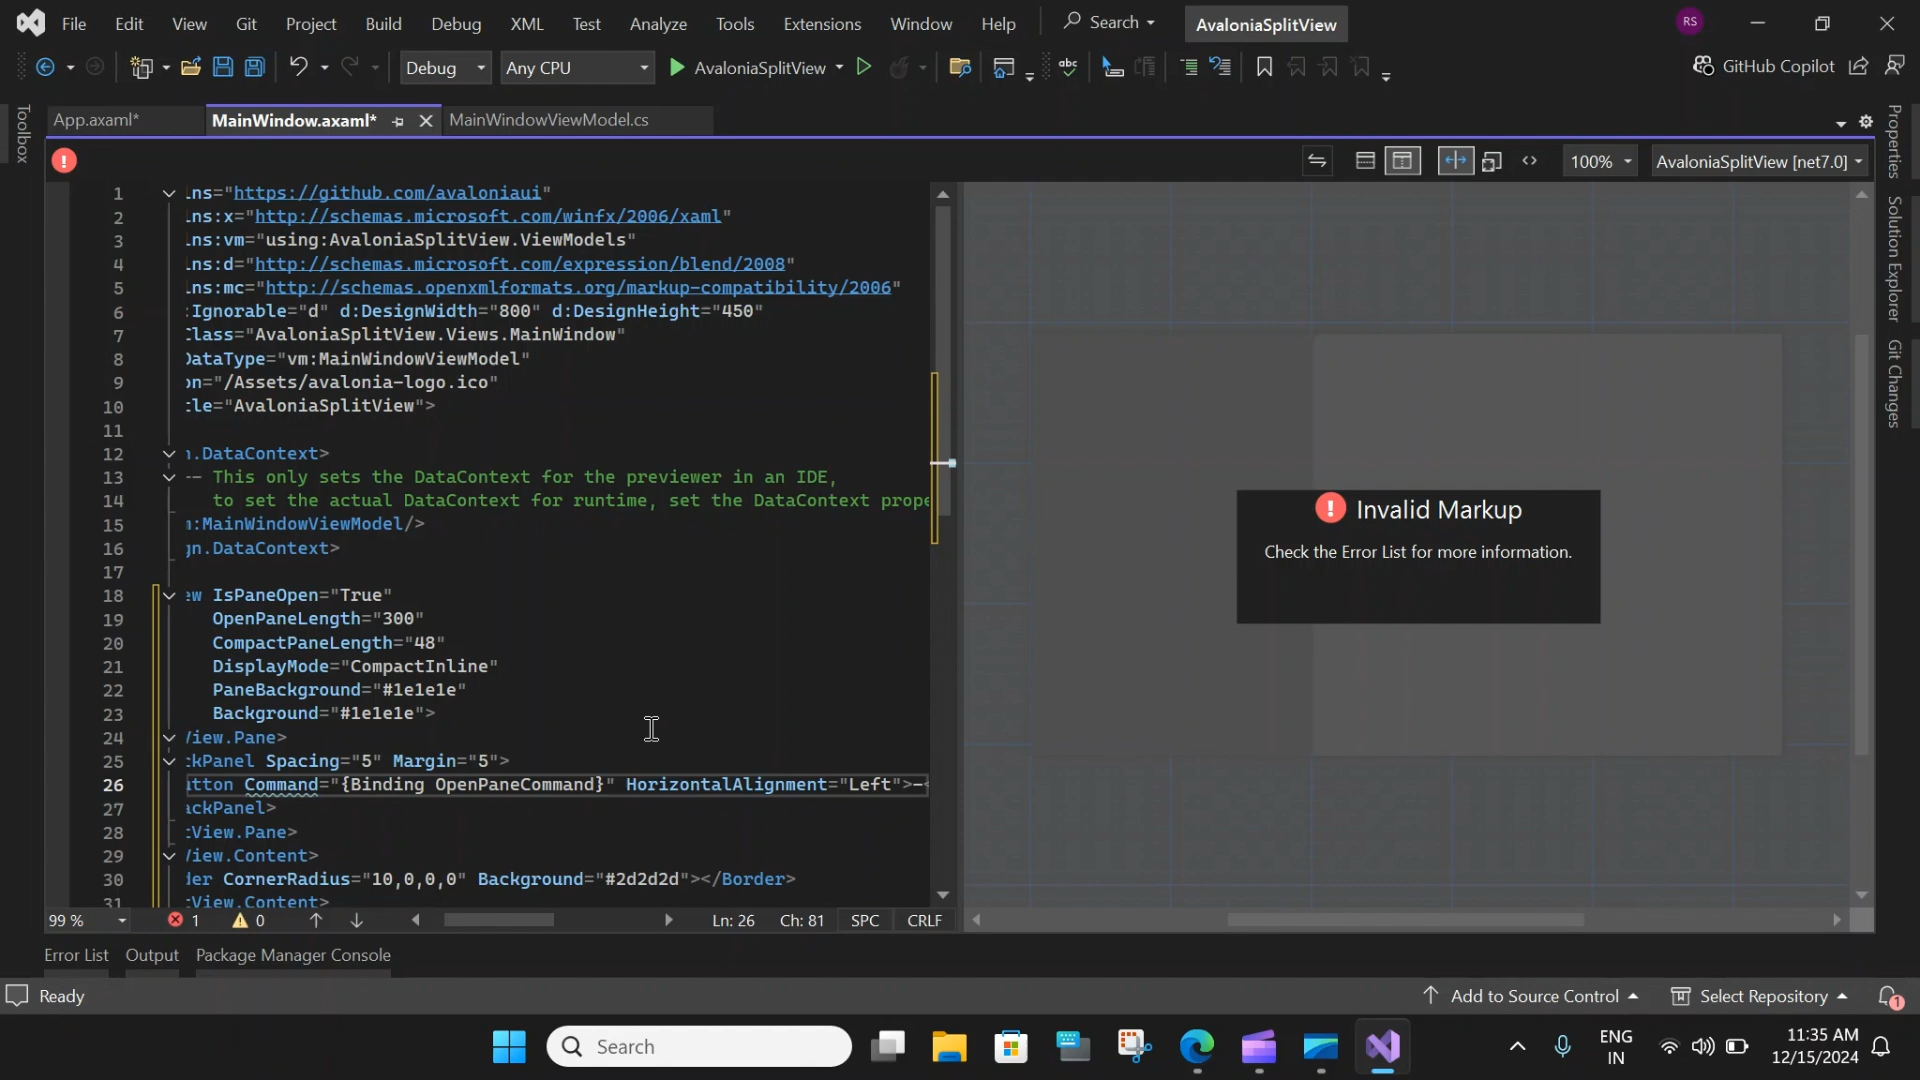 File Edit View Git Project Build Debug XML Test Analyze Tools Extensions Window Help Search AvaloniaSplitView RS
Debug Any CPU AvaloniaSplitView GitHub Copilot
App.axaml* MainWindow.axaml* MainWindowViewModel.cs
100% AvaloniaSplitView [net7.0]
Toolbox
Properties
Solution Explorer
Git Changes
1 ns="https://github.com/avaloniaui"
2 ns:x="http://schemas.microsoft.com/winfx/2006/xaml"
3 ns:vm="using:AvaloniaSplitView.ViewModels"
4 ns:d="http://schemas.microsoft.com/expression/blend/2008"
5 ns:mc="http://schemas.openxmlformats.org/markup-compatibility/2006"
6 :Ignorable="d" d:DesignWidth="800" d:DesignHeight="450"
7 Class="AvaloniaSplitView.Views.MainWindow"
8 DataType="vm:MainWindowViewModel"
9 on="/Assets/avalonia-logo.ico"
10 tle="AvaloniaSplitView">
11
12 n.DataContext>
13 -- This only sets the DataContext for the previewer in an IDE,
14 to set the actual DataContext for runtime, set the DataContext prope
15 m:MainWindowViewModel/>
16 gn.DataContext>
17
18 ew IsPaneOpen="True"
19 OpenPaneLength="300"
20 CompactPaneLength="48"
21 DisplayMode="CompactInline"
22 PaneBackground="#1e1e1e"
23 Background="#1e1e1e">
24 View.Pane>
25 ckPanel Spacing="5" Margin="5">
26 utton Command="{Binding OpenPaneCommand}" HorizontalAlignment="Left">-<
27 ackPanel>
28 tView.Pane>
29 View.Content>
30 der CornerRadius="10,0,0,0" Background="#2d2d2d"></Border>
31 tView.Content>
Invalid Markup
Check the Error List for more information.
99 % 1 0 Ln: 26 Ch: 81 SPC CRLF
Error List Output Package Manager Console
Ready Add to Source Control Select Repository 1
Search
ENG
IN
11:35 AM
12/15/2024